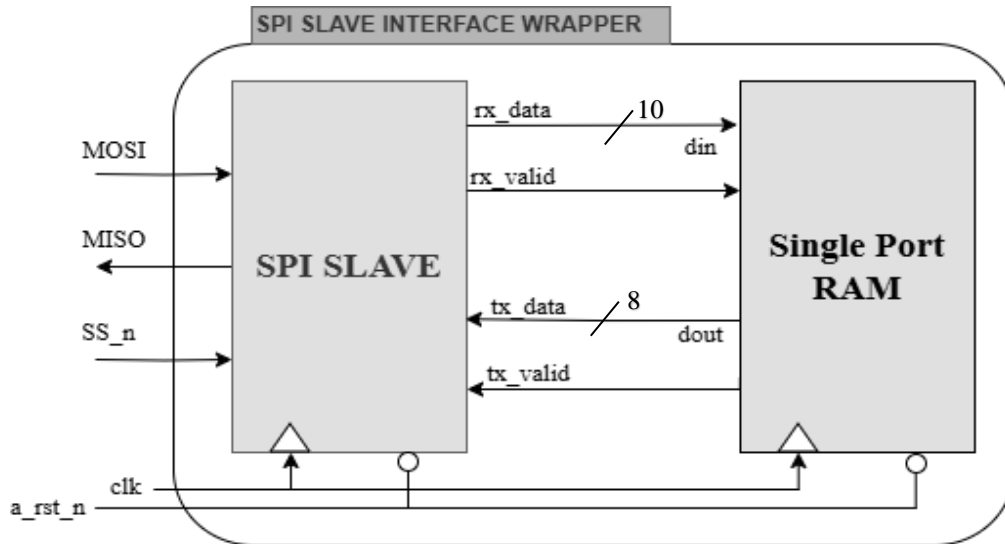 SPI SLAVE INTERFACE WRAPPER
rx_data
10
din
MOSI
rx_valid
MISO
SPI SLAVE
Single Port
RAM
tx_data
8
SS_n
dout
tx_valid
clk
a_rst_n